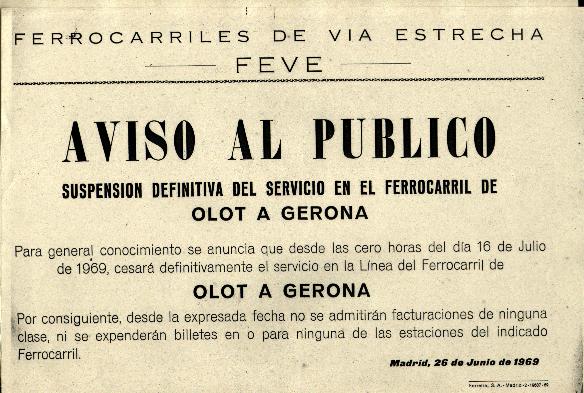 FERROCARRILES DE VIA ESTRECHA
FEVE
AVISO AL PUBLICO
SUSPENSION DEFINITIVA DEL SERVICIO EN EL FERROCARRIL DE
OLOT A GERONA
Para general conocimiento se anuncia que desde las cero horas del día 16 de Julio
de 1969, cesará definitivamente el servicio en la Línea del Ferrocarril de
OLOT A GERONA
Por consiguiente, desde la expresada fecha no se admitirán facturaciones de ninguna
clase, ni se expenderán billetes en o para ninguna de las estaciones del indicado
Ferrocarril.
Madrid, 26 de Junio de 1969
S. A. - Madrid